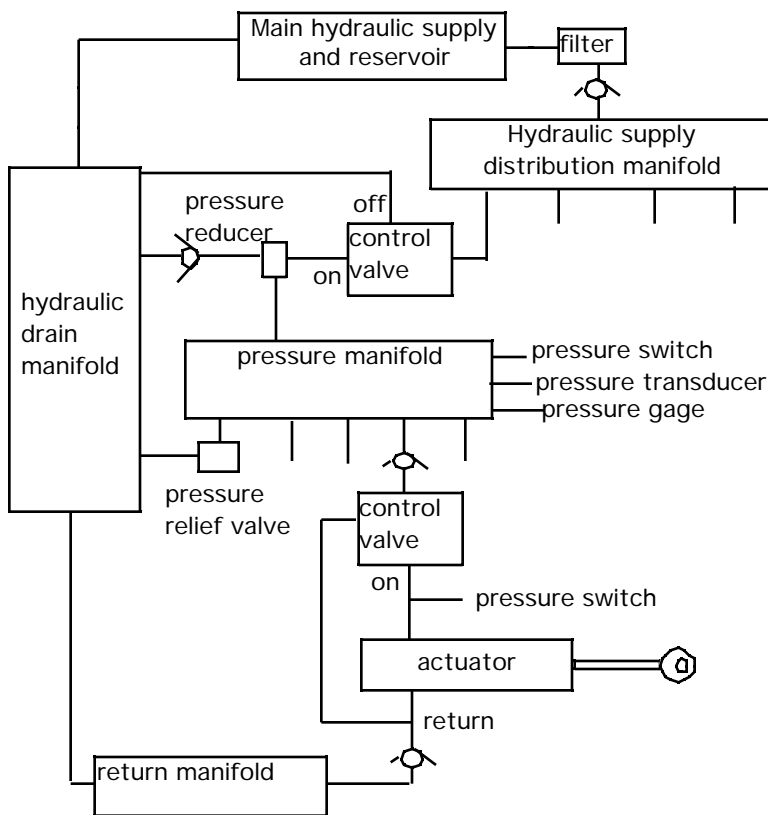 Main hydraulic supply
and reservoir
filter
Hydraulic supply
distribution manifold
off
pressure
reducer
control
valve
on
hydraulic
drain
manifold
pressure manifold
pressure switch
pressure transducer
pressure gage
pressure
relief valve
control
valve
on
pressure switch
actuator
return
return manifold